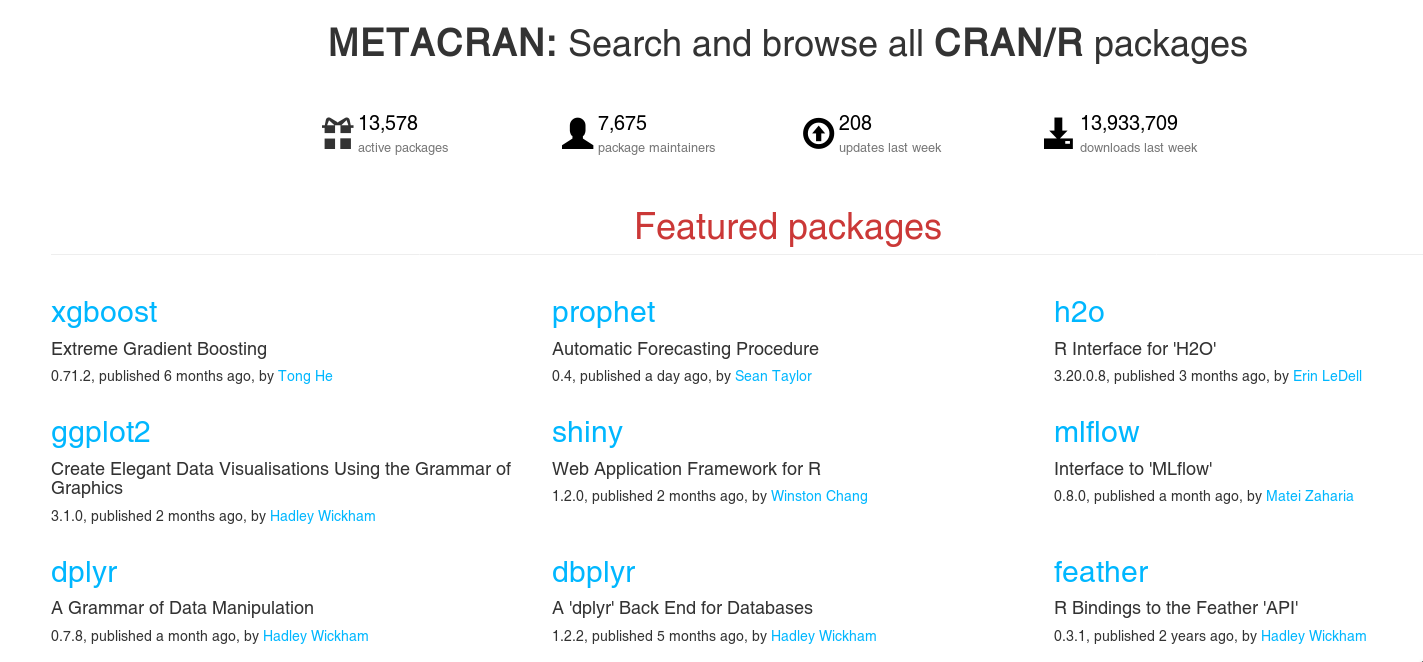 METACRAN: Search and browse all CRAN/R packages
13,578
active packages
7,675
package maintainers
208
updates last week
13,933,709
downloads last week
Featured packages
xgboost
Extreme Gradient Boosting
0.71.2, published 6 months ago, by Tong He
prophet
Automatic Forecasting Procedure
0.4, published a day ago, by Sean Taylor
h2o
R Interface for 'H2O'
3.20.0.8, published 3 months ago, by Erin LeDell
ggplot2
Create Elegant Data Visualisations Using the Grammar of
Graphics
3.1.0, published 2 months ago, by Hadley Wickham
shiny
Web Application Framework for R
1.2.0, published 2 months ago, by Winston Chang
mlflow
Interface to 'MLflow'
0.8.0, published a month ago, by Matei Zaharia
dplyr
A Grammar of Data Manipulation
0.7.8, published a month ago, by Hadley Wickham
dbplyr
A 'dplyr' Back End for Databases
1.2.2, published 5 months ago, by Hadley Wickham
feather
R Bindings to the Feather 'API'
0.3.1, published 2 years ago, by Hadley Wickham